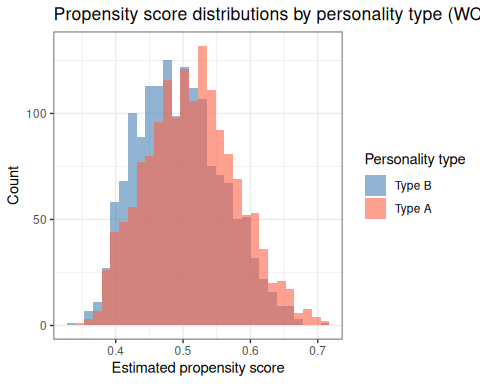 Propensity score distributions by personality type (WC
Count
100
50
0
0.4 0.5 0.6 0.7
Estimated propensity score
Personality type
Type B
Type A